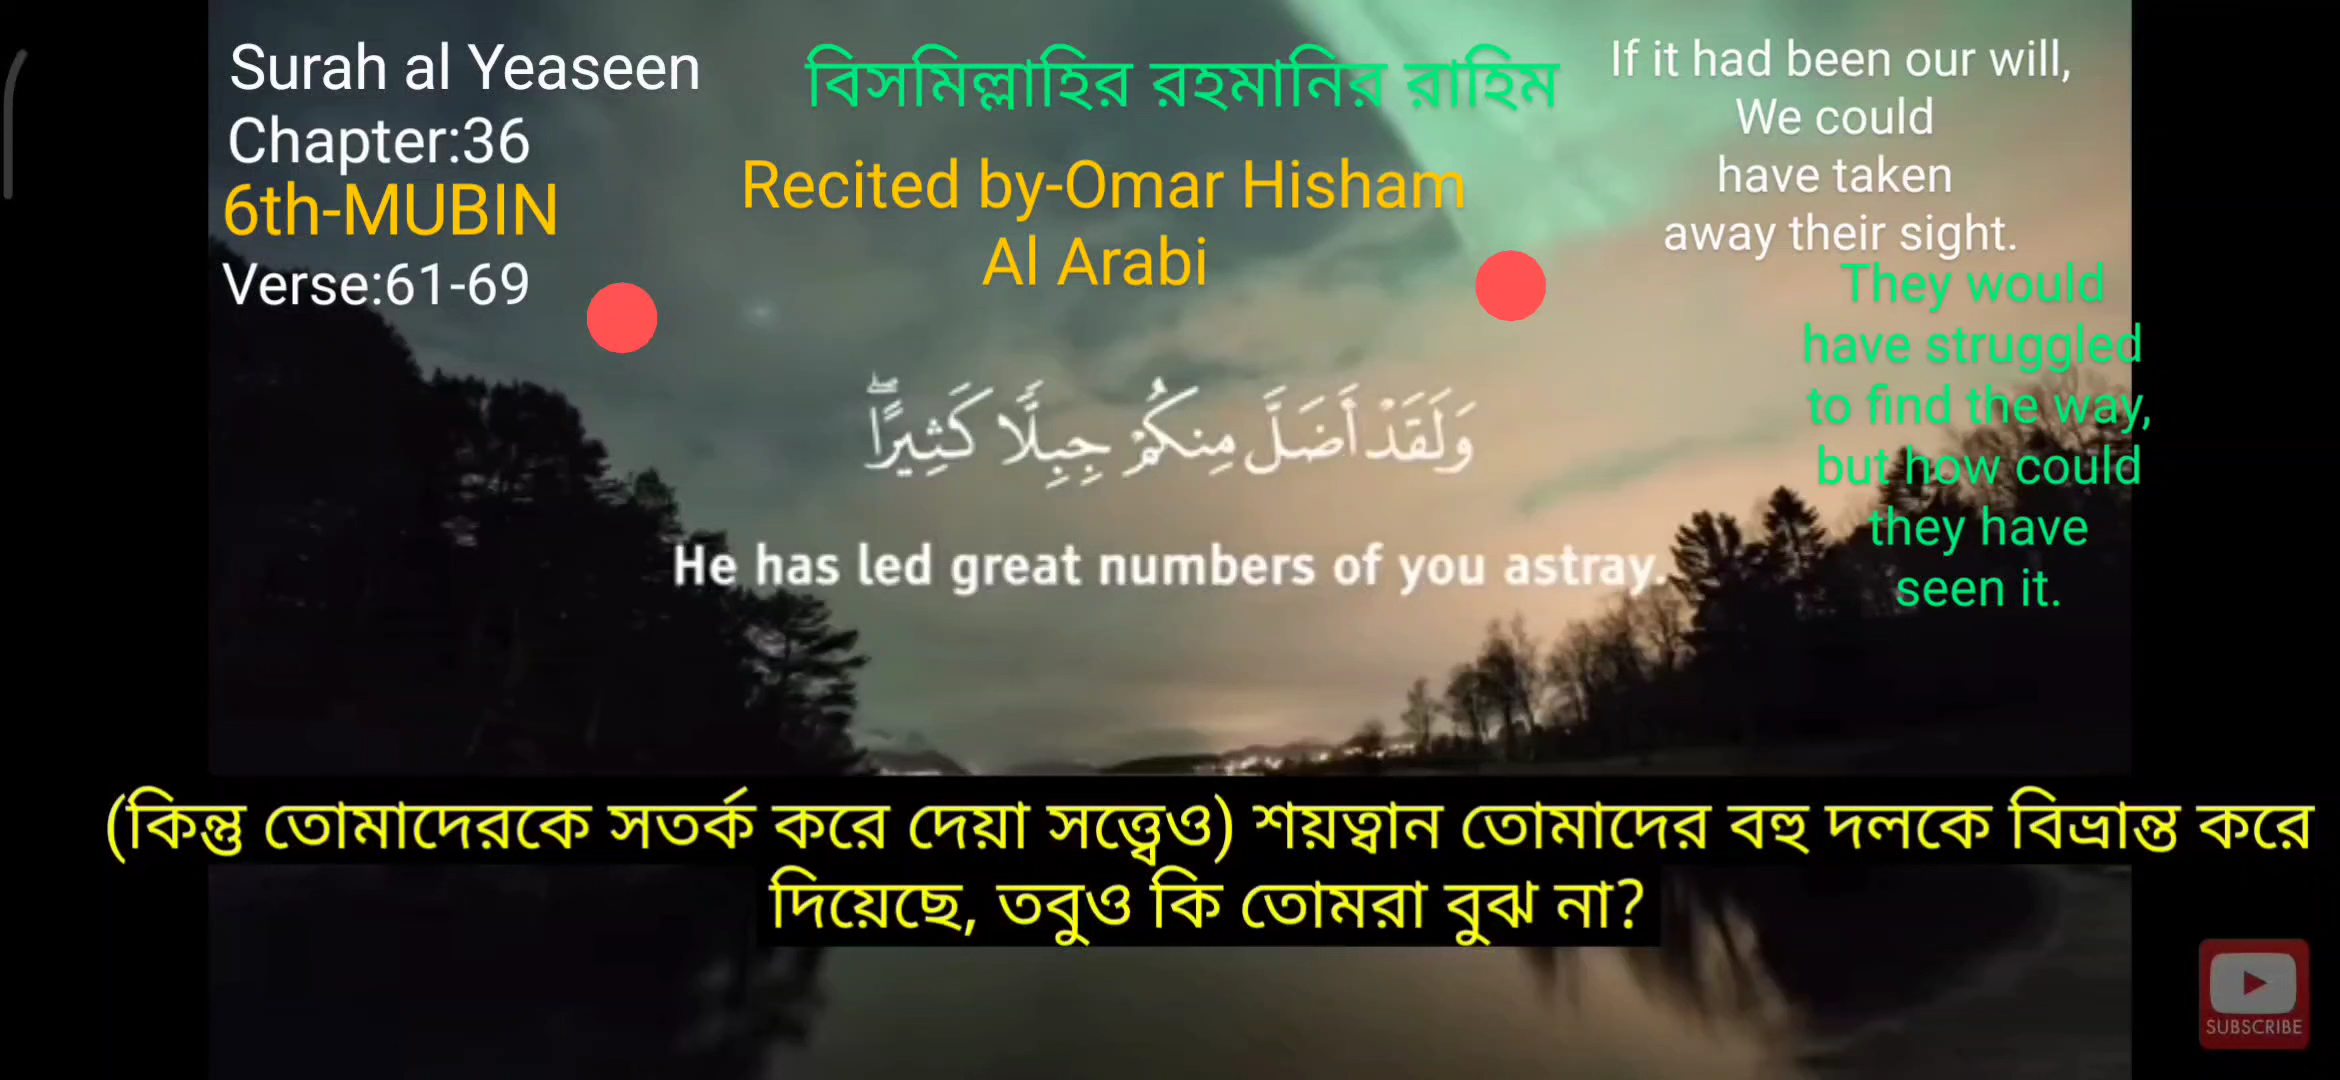 Surah al Yeaseen
Chapter:36
6th-MUBIN
Verse:61-69
বিসমিল্লাহির রহমানির রাহিম
Recited by-Omar Hisham
Al Arabi
If it had been our will,
We could
have taken
away their sight.
They would
have struggled
to find the way,
but how could
they have
seen it.
وَلَقَدْ أَضَلَّ مِنكُمْ جِبِلًّا كَثِيرًاۖ
He has led great numbers of you astray.
(কিন্তু তোমাদেরকে সতর্ক করে দেয়া সত্ত্বেও) শয়ত্বান তোমাদের বহু দলকে বিভ্রান্ত করে
দিয়েছে, তবুও কি তোমরা বুঝ না?
SUBSCRIBE